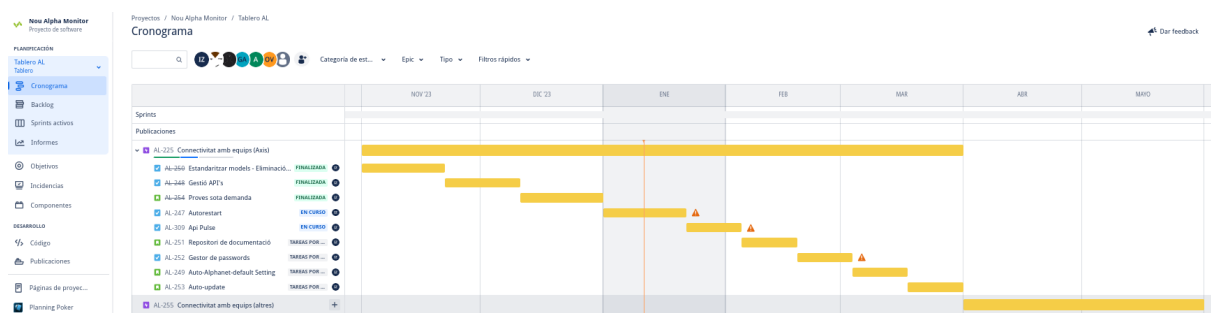 Nou Alpha Monitor
Proyecto de software
PLANIFICACIÓN
Tablero AL
Tablero
Cronograma
Backlog
Sprints activos
Informes
Objetivos
Incidencias
Componentes
DESARROLLO
Código
Publicaciones
Páginas de proyec...
Planning Poker
Proyectos / Nou Alpha Monitor / Tablero AL
Cronograma
Dar feedback
IZ GA A OV
Categoría de est... Epic Tipo Filtros rápidos
NOV '23 DIC '23 ENE FEB MAR ABR MAYO
Sprints
Publicaciones
AL-225 Connectivitat amb equips (Axis)
AL-250 Estandaritzar models - Eliminació... FINALIZADA
AL-248 Gestió API's FINALIZADA
AL-254 Proves sota demanda FINALIZADA
AL-247 Autorestart EN CURSO
AL-309 Api Pulse EN CURSO
AL-251 Repositori de documentació TAREAS POR ...
AL-252 Gestor de passwords TAREAS POR ...
AL-249 Auto-Alphanet-default Setting TAREAS POR ...
AL-253 Auto-update TAREAS POR ...
AL-255 Connectivitat amb equips (altres) +